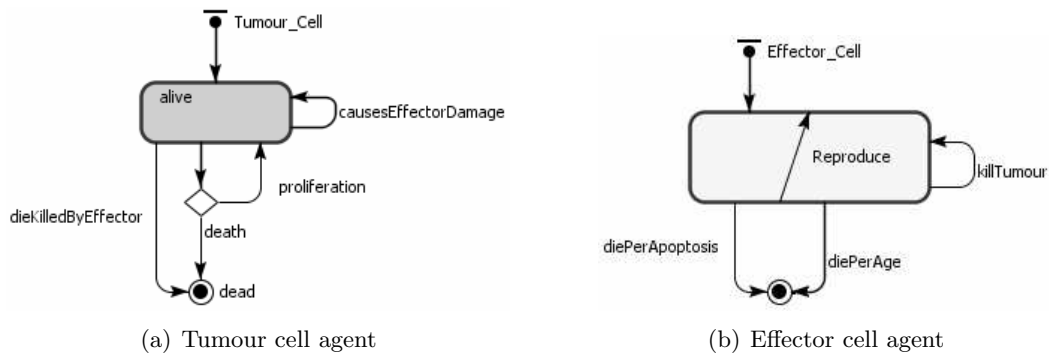 Tumour_Cell
alive
causesEffectorDamage
proliferation
dieKilledByEffector
death
dead
(a) Tumour cell agent
Effector_Cell
Reproduce
killTumour
diePerApoptosis
diePerAge
(b) Effector cell agent